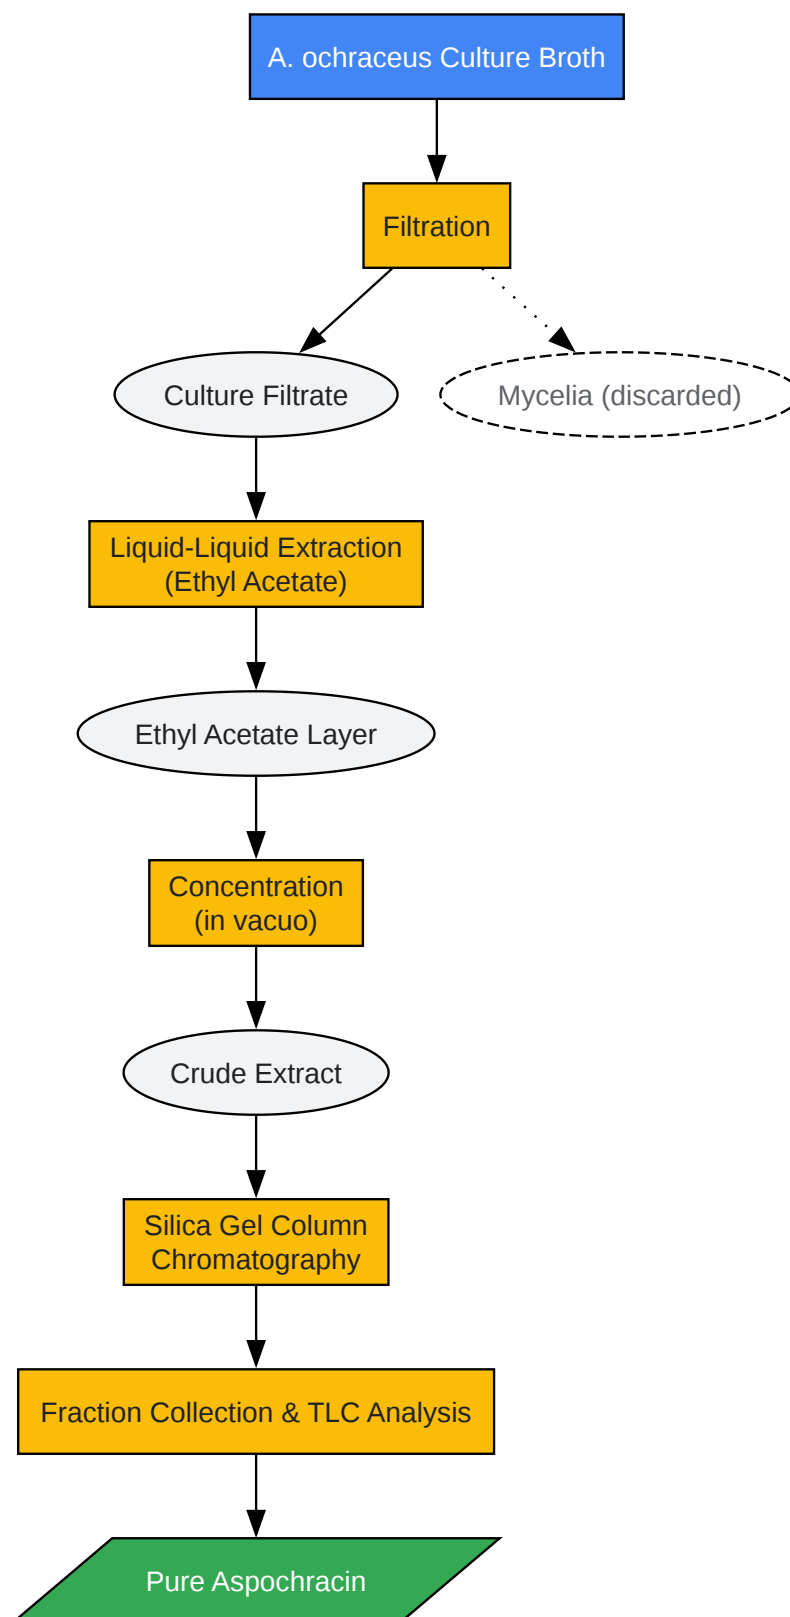 A. ochraceus Culture Broth
Filtration
Culture Filtrate
Mycelia (discarded)
Liquid-Liquid Extraction
(Ethyl Acetate)
Ethyl Acetate Layer
Concentration
(in vacuo)
Crude Extract
Silica Gel Column
Chromatography
Fraction Collection & TLC Analysis
Pure Aspochracin